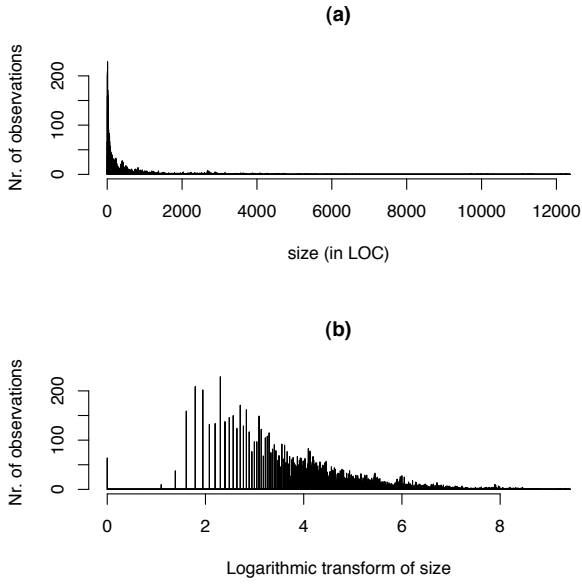 (a)
Nr. of observations
200
100
0
0 2000 4000 6000 8000 10000 12000
size (in LOC)
(b)
Nr. of observations
200
100
0
0 2 4 6 8
Logarithmic transform of size